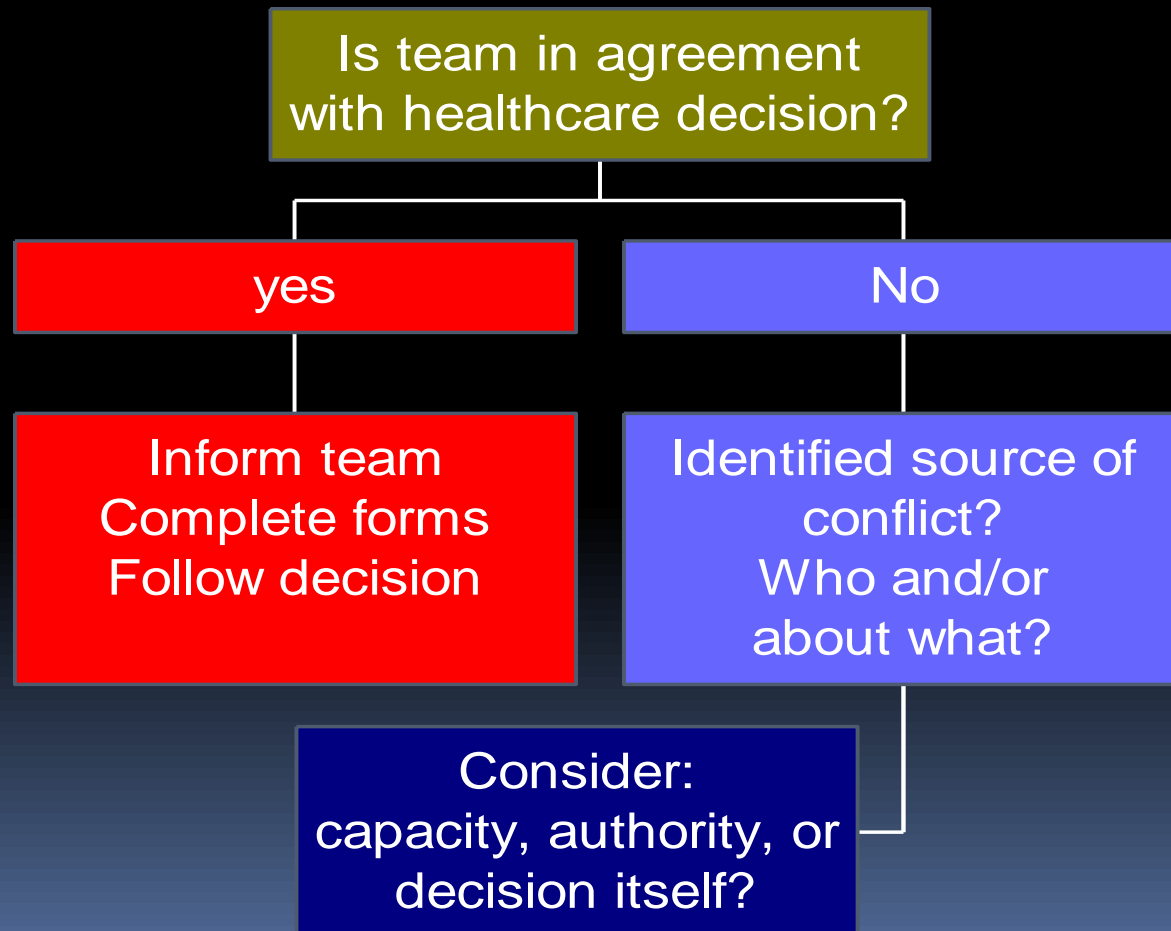 Is team in agreement
with healthcare decision?
yes
No
Inform team
Complete forms
Follow decision
Identified source of
conflict?
Who and/or
about what?
Consider:
capacity, authority, or
decision itself?